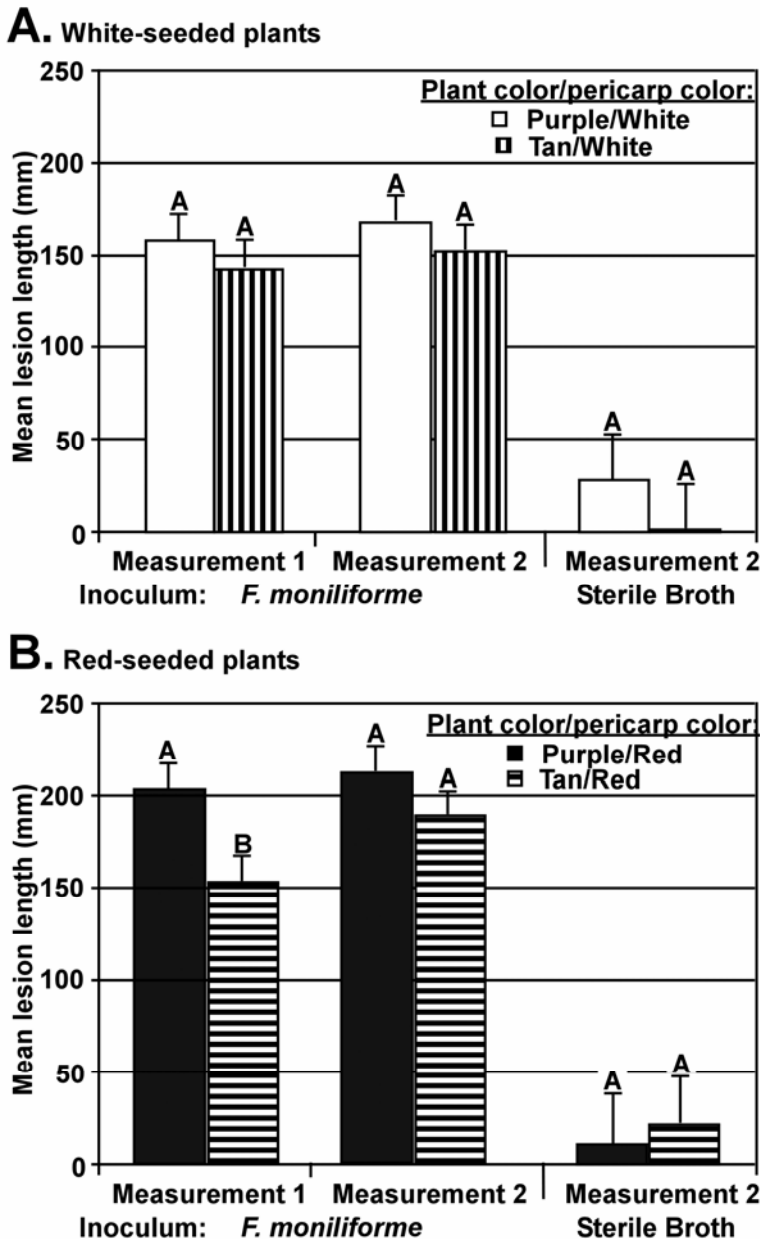 A. White-seeded plants
250
Plant color/pericarp color:
Purple/White
Tan/White
200
150
100
50
0
Mean lesion length (mm)
A
A
A
A
A
A
Measurement 1 Measurement 2 Measurement 2
Inoculum: F. moniliforme Sterile Broth
B. Red-seeded plants
250
Plant color/pericarp color:
Purple/Red
Tan/Red
200
150
100
50
0
Mean lesion length (mm)
A
B
A
A
A
A
Measurement 1 Measurement 2 Measurement 2
Inoculum: F. moniliforme Sterile Broth